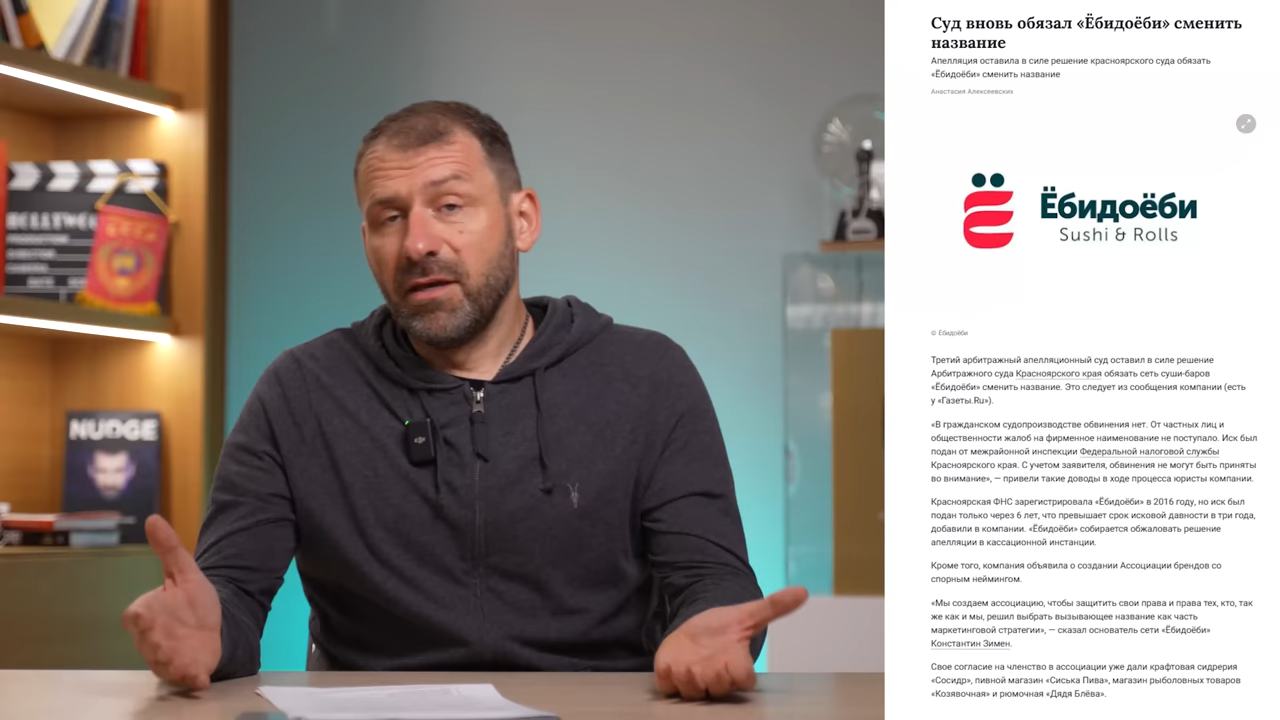 HOLLYWOOD
NUDGE
Суд вновь обязал «Ёбидоёби» сменить
название
Апелляция оставила в силе решение красноярского суда обязать
«Ёбидоёби» сменить название
Анастасия Алексеевских
Ёбидоёби
Sushi & Rolls
© Ёбидоёби
Третий арбитражный апелляционный суд оставил в силе решение
Арбитражного суда Красноярского края обязать сеть суши-баров
«Ёбидоёби» сменить название. Это следует из сообщения компании (есть
у «Газеты.Ru»).
«В гражданском судопроизводстве обвинения нет. От частных лиц и
общественности жалоб на фирменное наименование не поступало. Иск был
подан от межрайонной инспекции Федеральной налоговой службы
Красноярского края. С учетом заявителя, обвинения не могут быть приняты
во внимание», — привели такие доводы в ходе процесса юристы компании.
Красноярская ФНС зарегистрировала «Ёбидоёби» в 2016 году, но иск был
подан только через 6 лет, что превышает срок исковой давности в три года,
добавили в компании. «Ёбидоёби» собирается обжаловать решение
апелляции в кассационной инстанции.
Кроме того, компания объявила о создании Ассоциации брендов со
спорным неймингом.
«Мы создаем ассоциацию, чтобы защитить свои права и права тех, кто, так
же как и мы, решил выбрать вызывающее название как часть
маркетинговой стратегии», — сказал основатель сети «Ёбидоёби»
Константин Зимен.
Свое согласие на членство в ассоциации уже дали крафтовая сидрерия
«Сосидр», пивной магазин «Сиська Пива», магазин рыболовных товаров
«Козявочная» и рюмочная «Дядя Блёва».